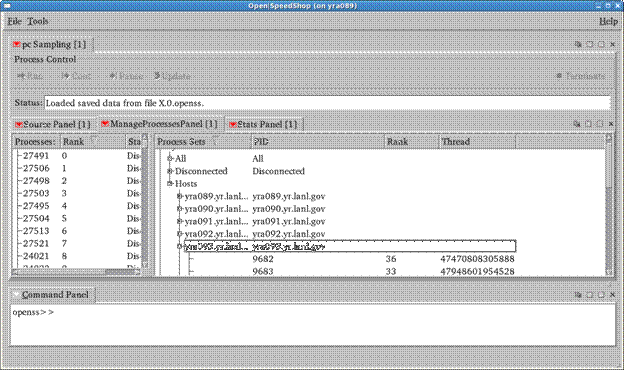 Open|SpeedShop (on yra089)
File Tools Help
pc Sampling [1]
Process Control
Run Cont Pause Update Terminate
Status: Loaded saved data from file X.0.openss.
Source Panel [1] ManageProcessesPanel [1] Stats Panel [1]
Processes: Rank Sta Process Sets PID Rank Thread
27491 0 Dis
27506 1 Dis
27498 2 Dis
27503 3 Dis
27495 4 Dis
27504 5 Dis
27513 6 Dis
27521 7 Dis
24021 8 Dis
All All
Disconnected Disconnected
Hosts
yra089.yr.lanl... yra089.yr.lanl.gov
yra090.yr.lanl... yra090.yr.lanl.gov
yra091.yr.lanl... yra091.yr.lanl.gov
yra092.yr.lanl... yra092.yr.lanl.gov
yra093.yr.lanl... yra093.yr.lanl.gov
9682 36 47470808305888
9683 33 47948601954528
Command Panel
openss>>